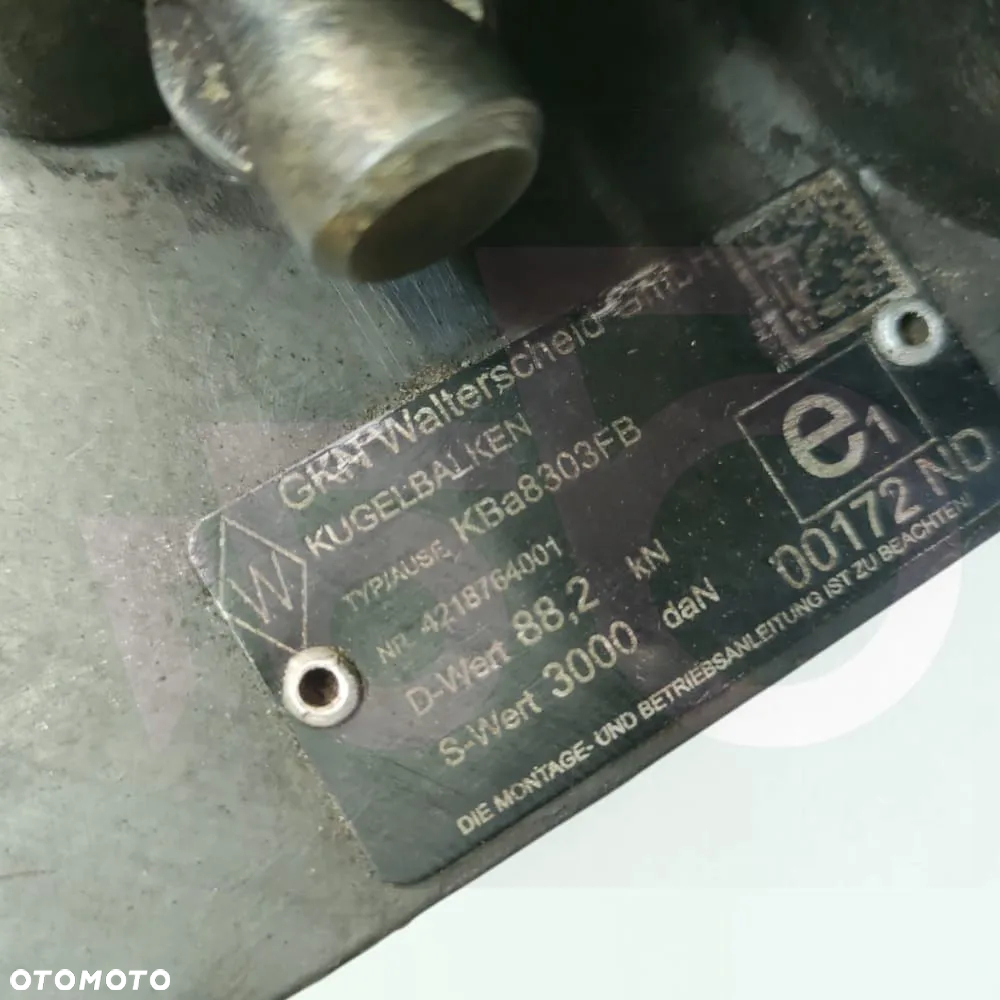 GKN Walterscheid GmbH
KUGELBALKEN
TYP/AUSF. KBa8303FB
NR. 4218764001
D-Wert 88,2 kN
S-Wert 3000 daN
e1
00172 ND
DIE MONTAGE- UND BETRIEBSANLEITUNG IST ZU BEACHTEN!
W
OTOMOTO